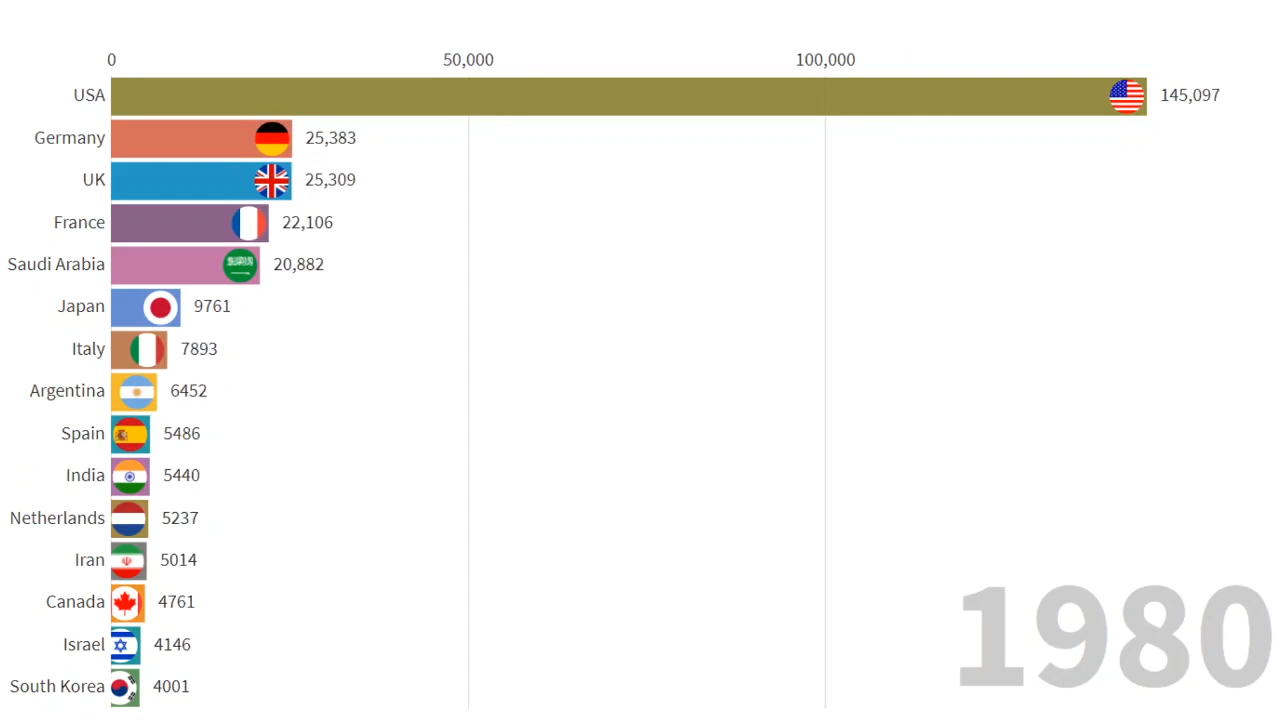 0 50,000 100,000
USA 145,097
Germany 25,383
UK 25,309
France 22,106
Saudi Arabia 20,882
Japan 9761
Italy 7893
Argentina 6452
Spain 5486
India 5440
Netherlands 5237
Iran 5014
Canada 4761
Israel 4146
South Korea 4001
1980